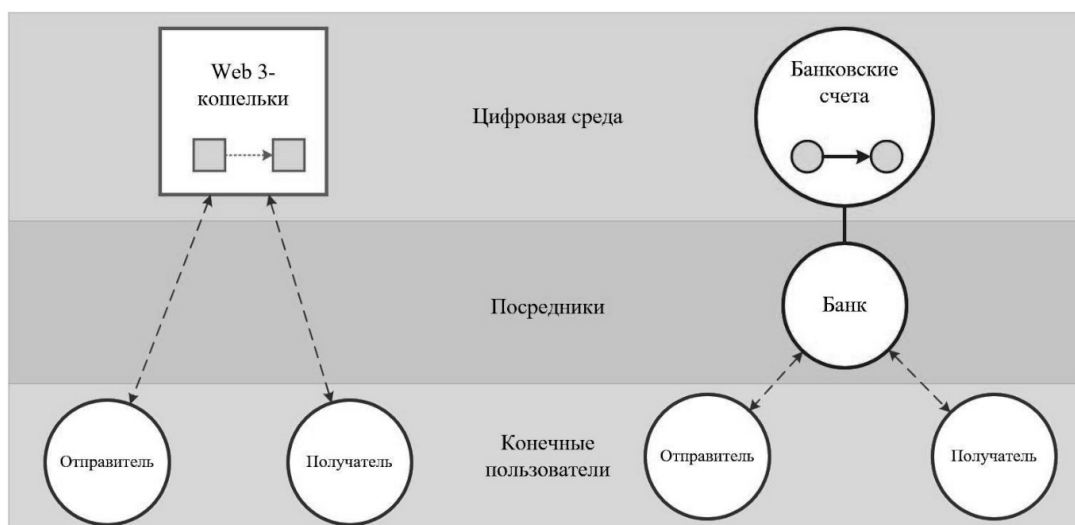 Web 3-
кошельки
Цифровая среда
Банковские
счета
Посредники
Банк
Отправитель
Получатель
Конечные
пользователи
Отправитель
Получатель